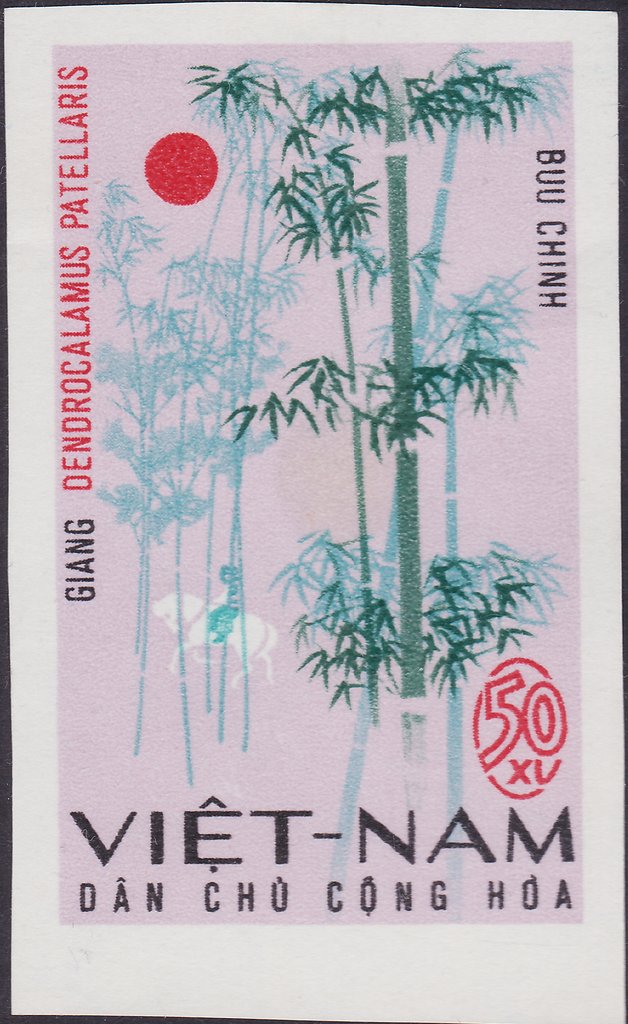 GIANG DENDROCALAMUS PATELLARIS
BUU CHINH
50
XU
VIỆT-NAM
DÂN CHỦ CỘNG HÒA